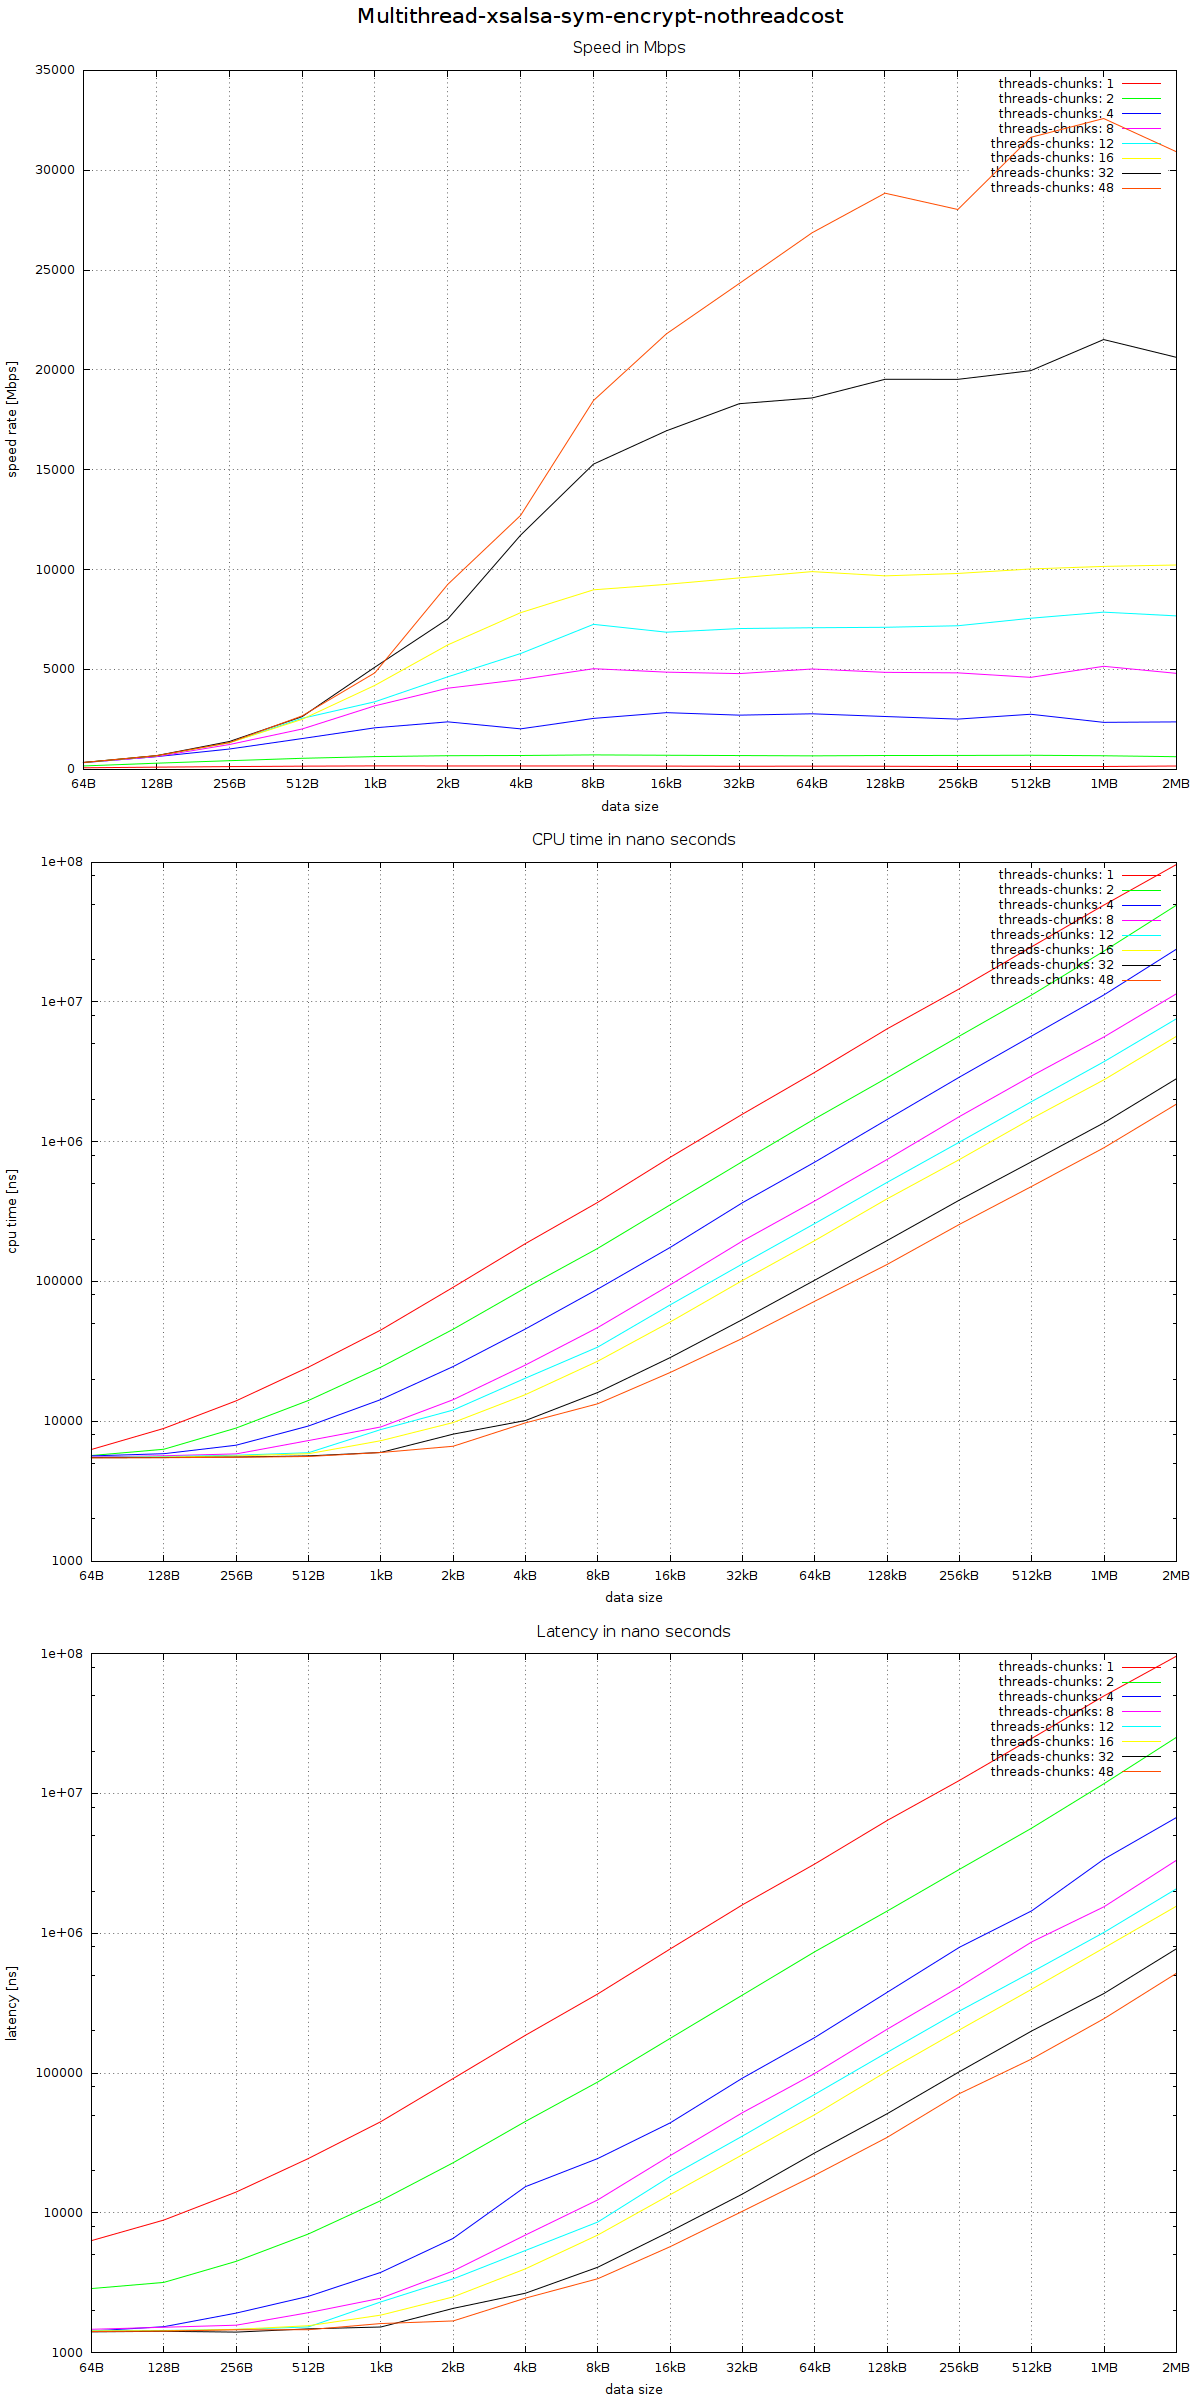 Multithread-xsalsa-sym-encrypt-nothreadcost
Speed in Mbps
35000
30000
25000
20000
15000
10000
5000
0
speed rate [Mbps]
threads-chunks: 1
threads-chunks: 2
threads-chunks: 4
threads-chunks: 8
threads-chunks: 12
threads-chunks: 16
threads-chunks: 32
threads-chunks: 48
64B 128B 256B 512B 1kB 2kB 4kB 8kB 16kB 32kB 64kB 128kB 256kB 512kB 1MB 2MB
data size
CPU time in nano seconds
1e+08
1e+07
1e+06
100000
10000
1000
cpu time [ns]
threads-chunks: 1
threads-chunks: 2
threads-chunks: 4
threads-chunks: 8
threads-chunks: 12
threads-chunks: 16
threads-chunks: 32
threads-chunks: 48
64B 128B 256B 512B 1kB 2kB 4kB 8kB 16kB 32kB 64kB 128kB 256kB 512kB 1MB 2MB
data size
Latency in nano seconds
1e+08
1e+07
1e+06
100000
10000
1000
latency [ns]
threads-chunks: 1
threads-chunks: 2
threads-chunks: 4
threads-chunks: 8
threads-chunks: 12
threads-chunks: 16
threads-chunks: 32
threads-chunks: 48
64B 128B 256B 512B 1kB 2kB 4kB 8kB 16kB 32kB 64kB 128kB 256kB 512kB 1MB 2MB
data size